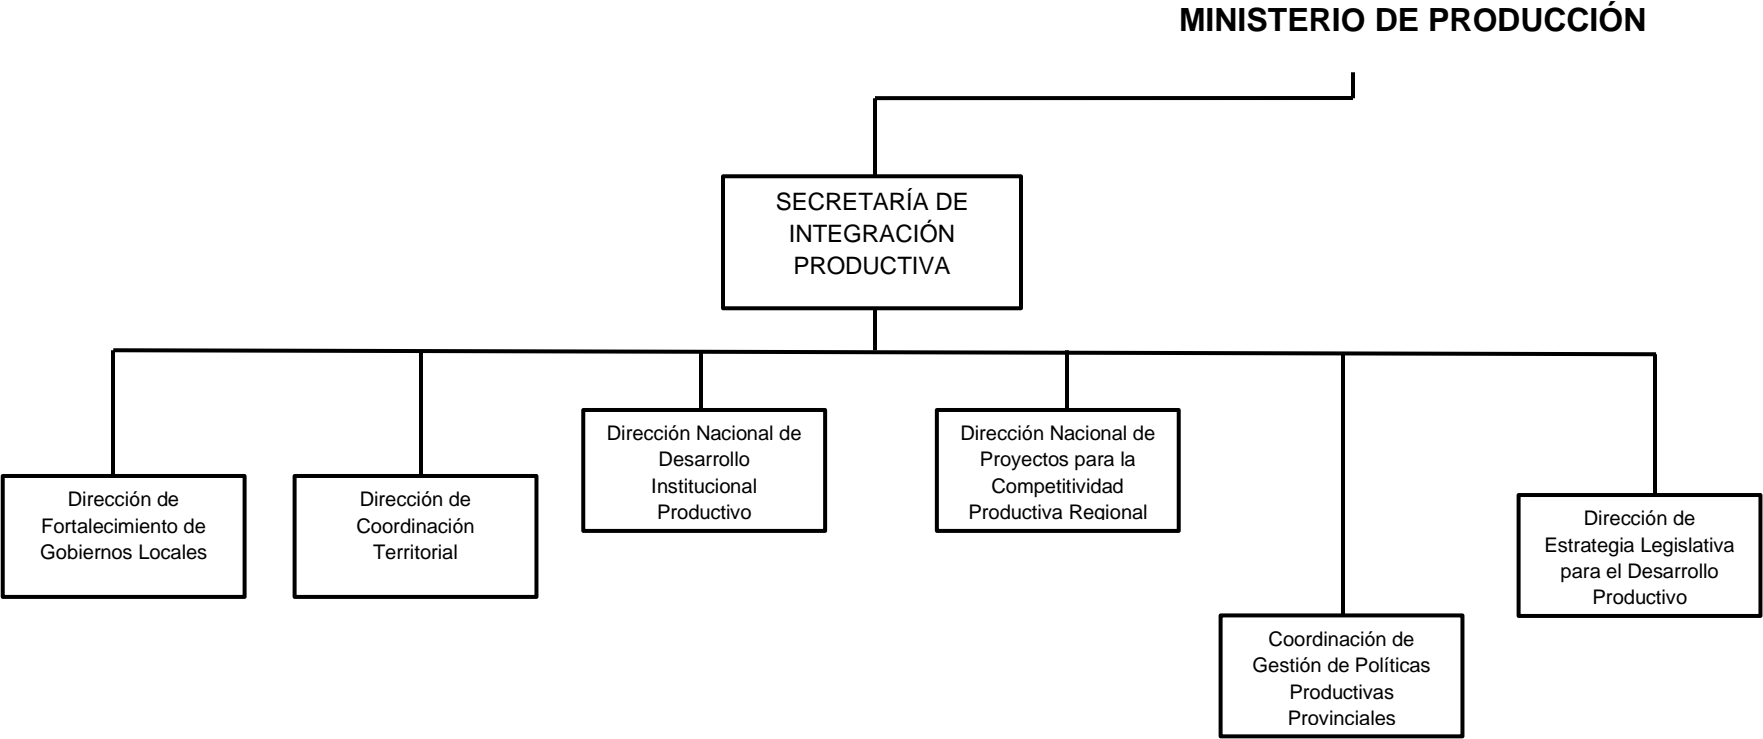 MINISTERIO DE PRODUCCIÓN
SECRETARÍA DE
INTEGRACIÓN
PRODUCTIVA
Dirección de
Fortalecimiento de
Gobiernos Locales
Dirección de
Coordinación
Territorial
Dirección Nacional de
Desarrollo
Institucional
Productivo
Dirección Nacional de
Proyectos para la
Competitividad
Productiva Regional
Coordinación de
Gestión de Políticas
Productivas
Provinciales
Dirección de
Estrategia Legislativa
para el Desarrollo
Productivo